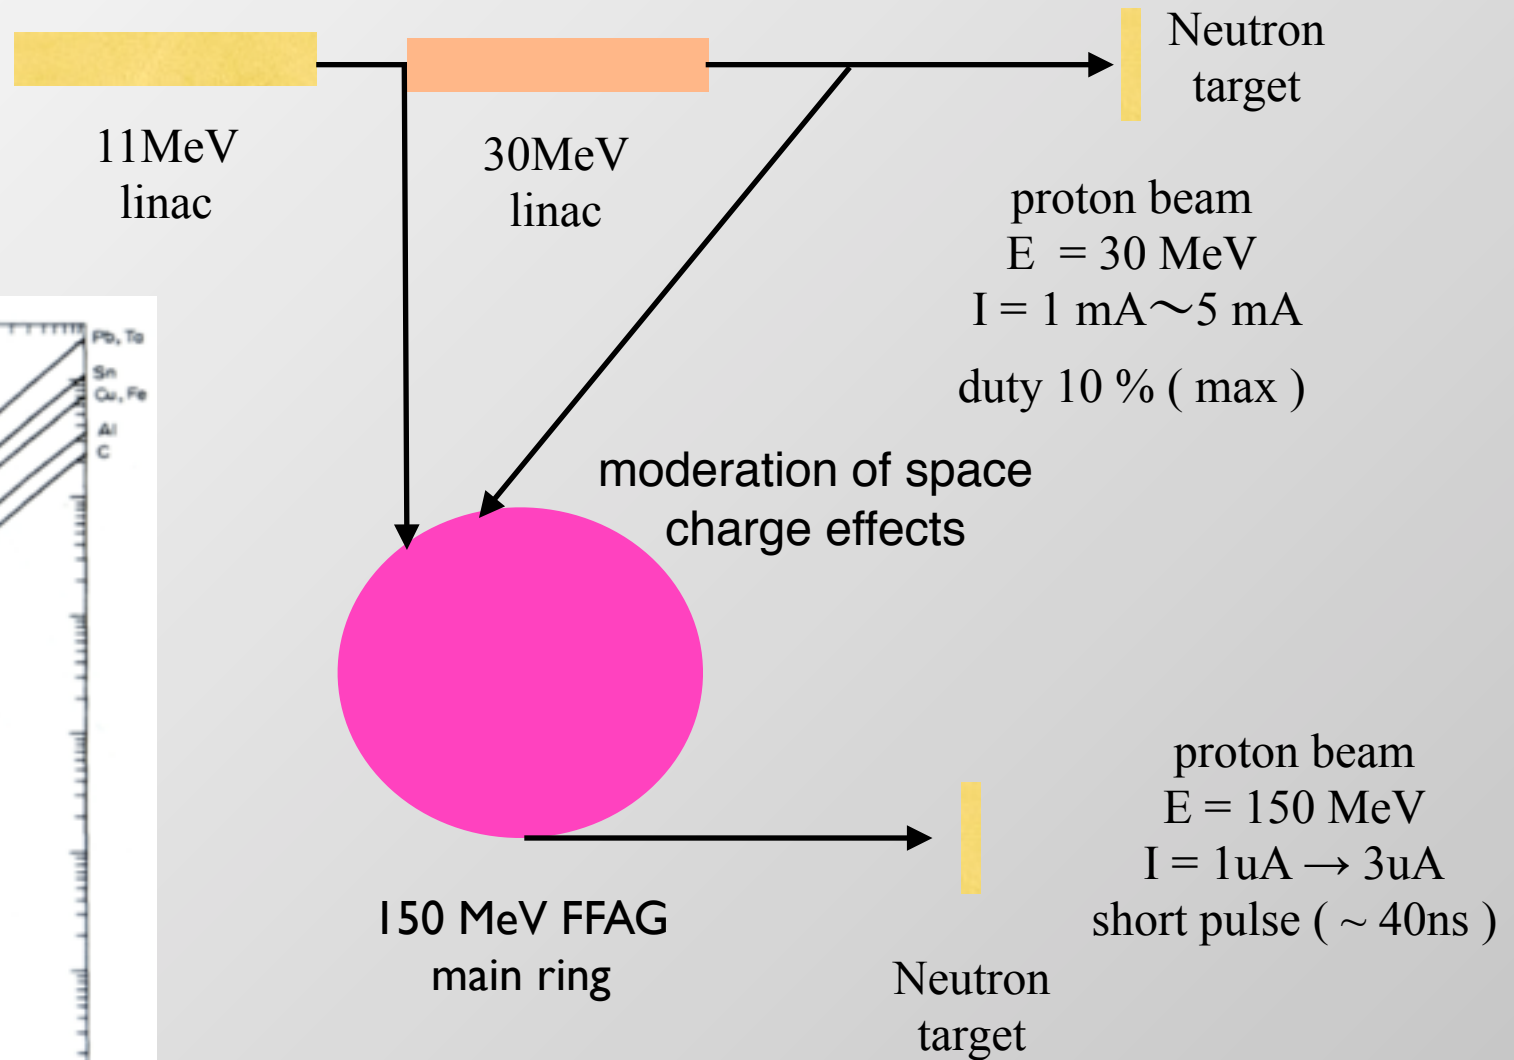 Neutron
target
11MeV
linac
30MeV
linac
proton beam
E = 30 MeV
I = 1 mA～5 mA
duty 10 % ( max )
Pb, Ta
Sn
Cu, Fe
Al
C
moderation of space
charge effects
150 MeV FFAG
main ring
Neutron
target
proton beam
E = 150 MeV
I = 1uA → 3uA
short pulse ( ~ 40ns )